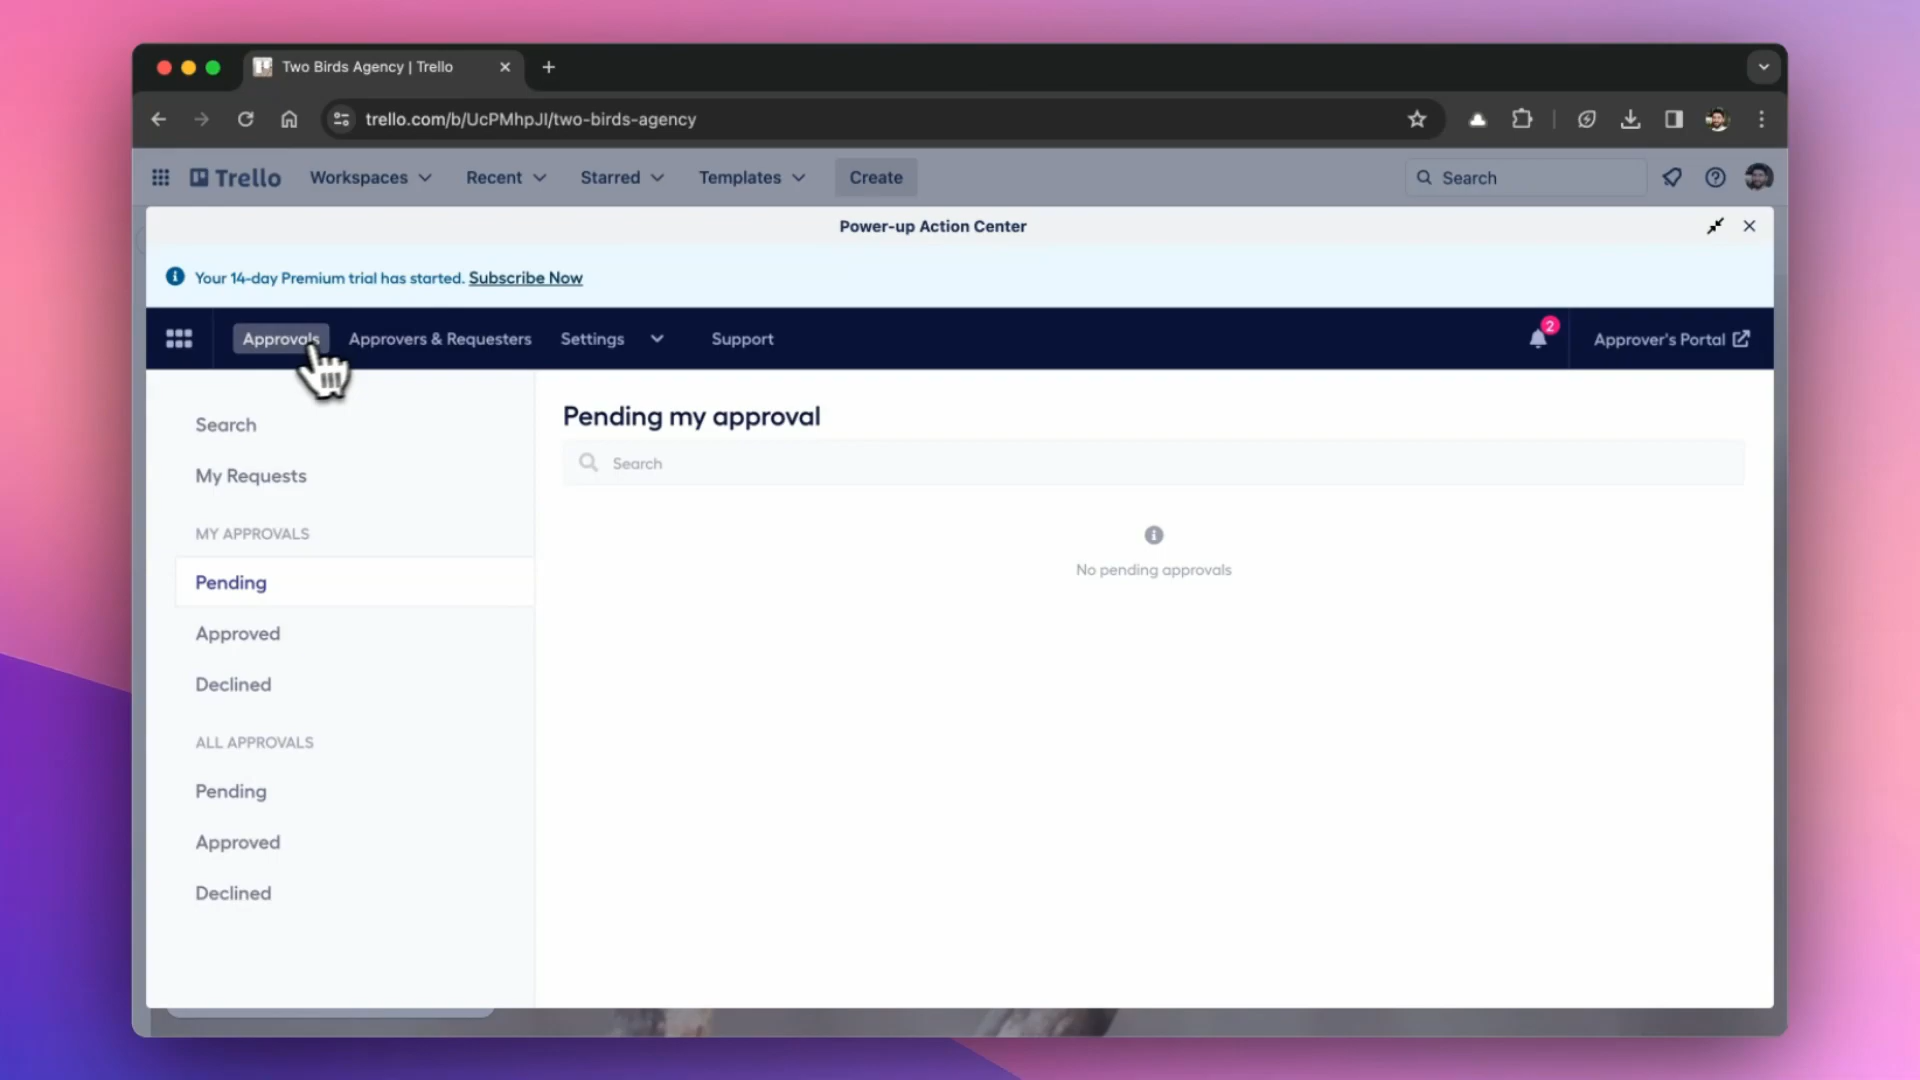 Two Birds Agency | Trello
trello.com/b/UcPMhpJl/two-birds-agency
Trello Workspaces Recent Starred Templates Create Search
Power-up Action Center
Your 14-day Premium trial has started. Subscribe Now
Approvals Approvers & Requesters Settings Support 2 Approver's Portal
Search
My Requests
MY APPROVALS
Pending
Approved
Declined
ALL APPROVALS
Pending
Approved
Declined
Pending my approval
Search
No pending approvals